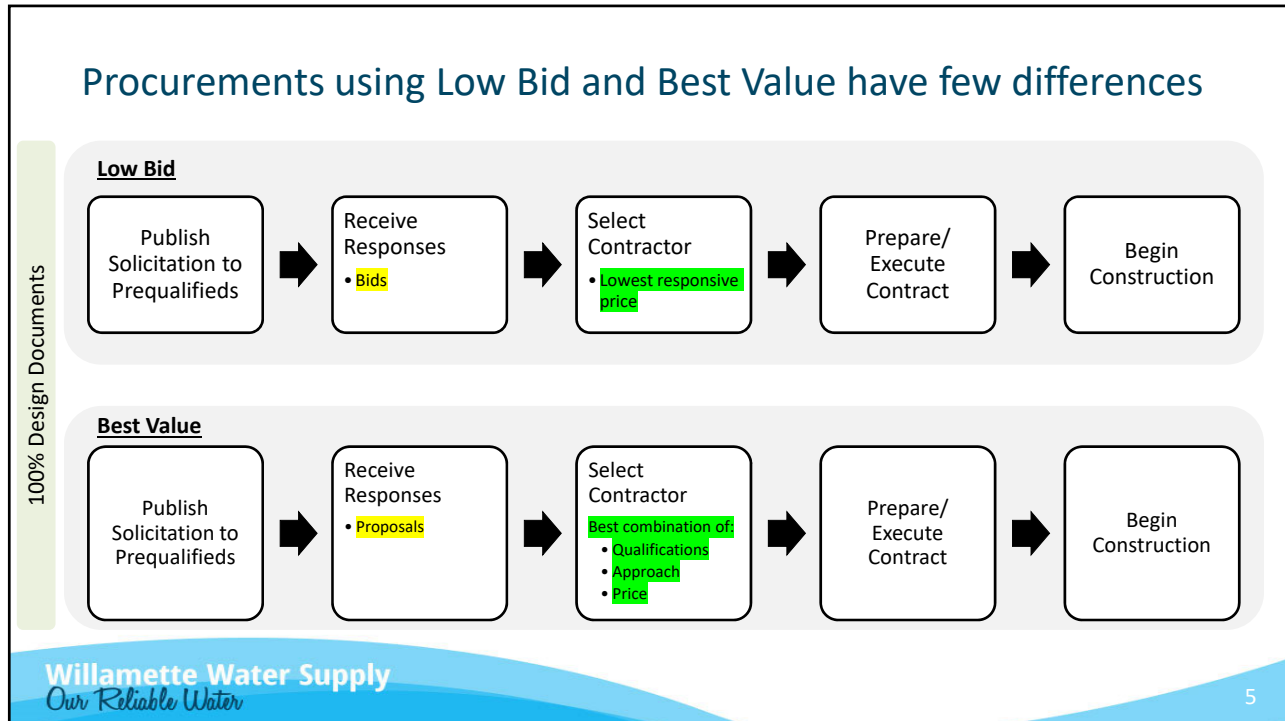 Procurements using Low Bid and Best Value have few differences
100% Design Documents
Low Bid
Publish
Solicitation to
Prequalifieds
Receive
Responses
• Bids
Select
Contractor
• Lowest responsive
price
Prepare/
Execute
Contract
Begin
Construction
Best Value
Publish
Solicitation to
Prequalifieds
Receive
Responses
• Proposals
Select
Contractor
Best combination of:
• Qualifications
• Approach
• Price
Prepare/
Execute
Contract
Begin
Construction
Willamette Water Supply
Our Reliable Water
5